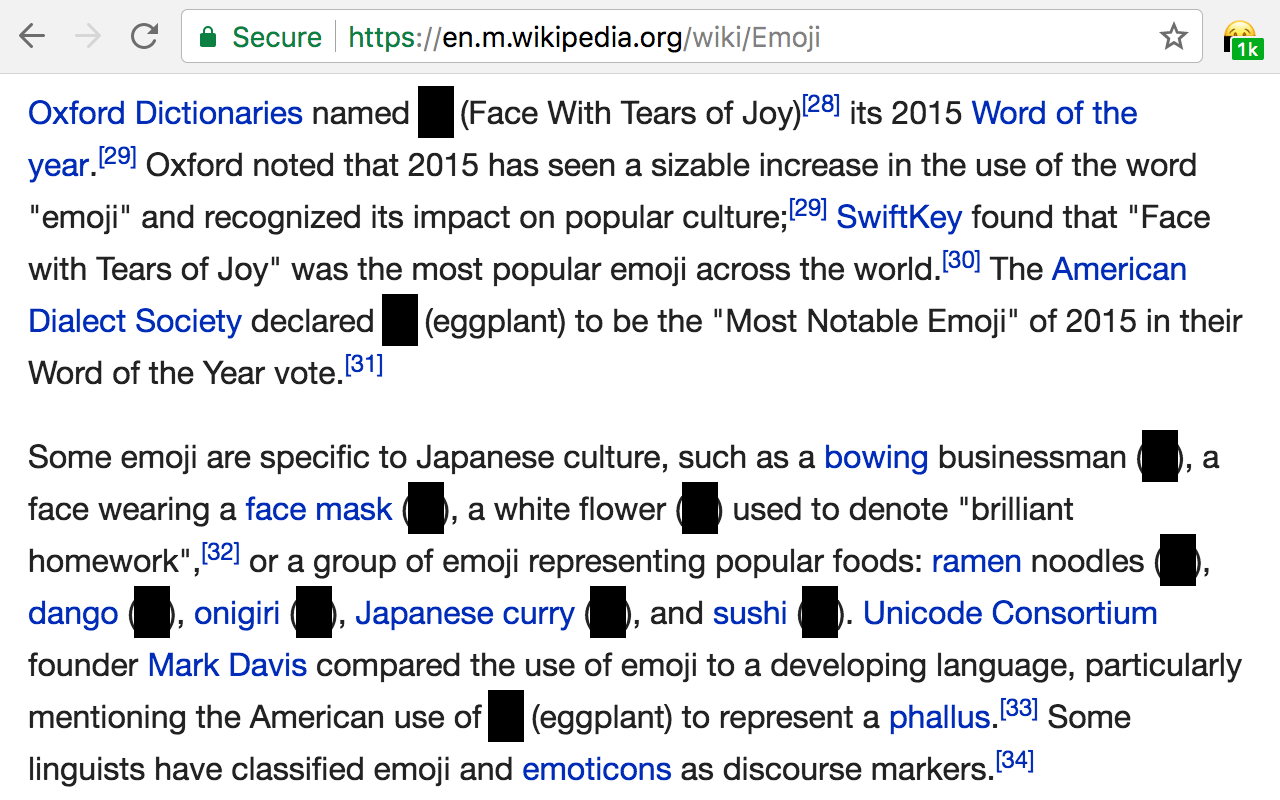 Secure https://en.m.wikipedia.org/wiki/Emoji
1k
Oxford Dictionaries named (Face With Tears of Joy)[28] its 2015 Word of the
year.[29] Oxford noted that 2015 has seen a sizable increase in the use of the word
"emoji" and recognized its impact on popular culture;[29] SwiftKey found that "Face
with Tears of Joy" was the most popular emoji across the world.[30] The American
Dialect Society declared (eggplant) to be the "Most Notable Emoji" of 2015 in their
Word of the Year vote.[31]
Some emoji are specific to Japanese culture, such as a bowing businessman (), a
face wearing a face mask (), a white flower () used to denote "brilliant
homework",[32] or a group of emoji representing popular foods: ramen noodles (),
dango (), onigiri (), Japanese curry (), and sushi (). Unicode Consortium
founder Mark Davis compared the use of emoji to a developing language, particularly
mentioning the American use of (eggplant) to represent a phallus.[33] Some
linguists have classified emoji and emoticons as discourse markers.[34]